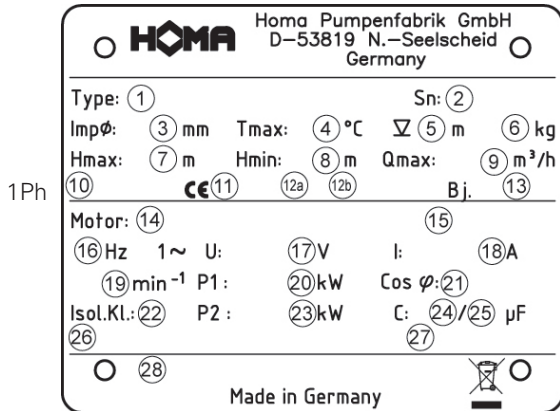 HOMA
Homa Pumpenfabrik GmbH
D-53819 N.-Seelscheid
Germany
Type: 1 Sn: 2
Impø: 3 mm Tmax: 4 °C ∇ 5 m 6 kg
Hmax: 7 m Hmin: 8 m Qmax: 9 m³/h
1Ph
10 CE 11 12a 12b Bj. 13
Motor: 14 15
16 Hz 1~ U: 17 V I: 18 A
19 min⁻¹ P1: 20 kW Cos φ: 21
Isol.Kl.: 22 P2: 23 kW C: 24/25 µF
26 27
28
Made in Germany